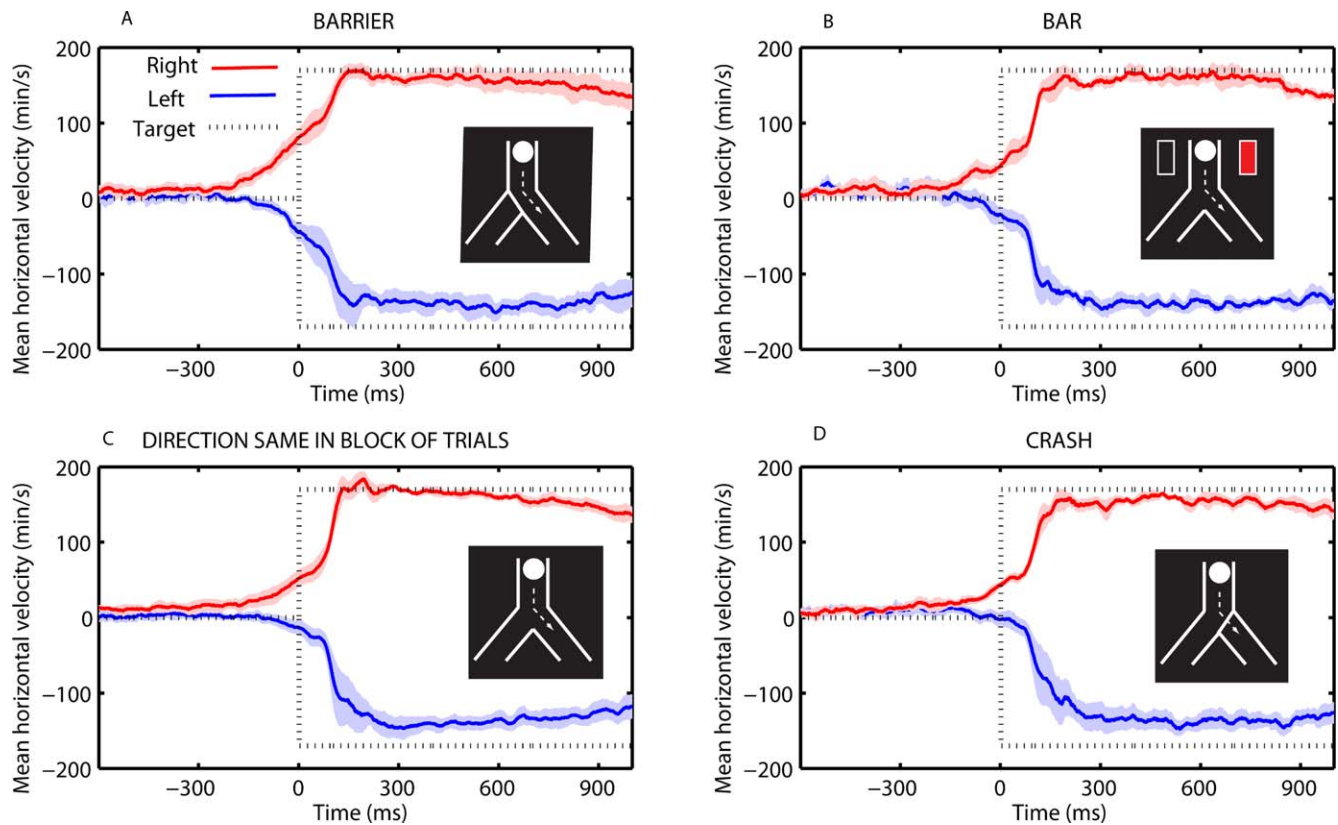 A BARRIER
Mean horizontal velocity (min/s)
200
100
0
−100
−200
Right
Left
Target
−300 0 300 600 900
Time (ms)
B BAR
Mean horizontal velocity (min/s)
200
100
0
−100
−200
−300 0 300 600 900
Time (ms)
C DIRECTION SAME IN BLOCK OF TRIALS
Mean horizontal velocity (min/s)
200
100
0
−100
−200
−300 0 300 600 900
Time (ms)
D CRASH
Mean horizontal velocity (min/s)
200
100
0
−100
−200
−300 0 300 600 900
Time (ms)